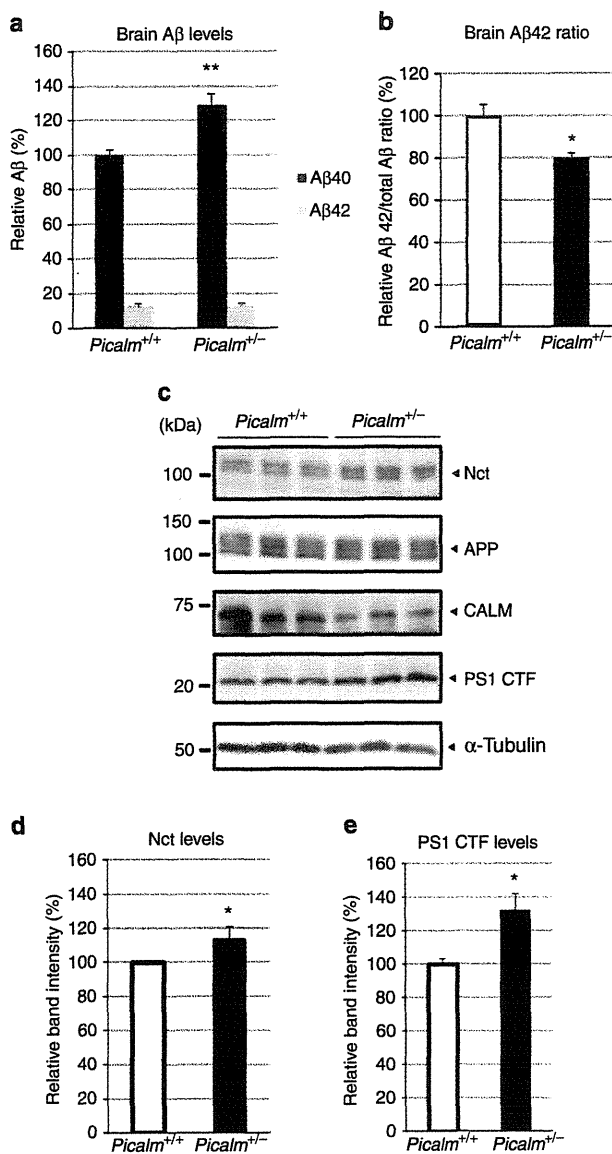 a
Brain Aβ levels
160
140
120
100
80
60
40
20
0
Relative Aβ (%)
**
Aβ40
Aβ42
Picalm+/+ Picalm+/−
b
Brain Aβ42 ratio
120
100
80
60
40
20
0
Relative Aβ 42/total Aβ ratio (%)
*
Picalm+/+ Picalm+/−
c
(kDa)
Picalm+/+ Picalm+/−
100
Nct
150
100
APP
75
CALM
20
PS1 CTF
50
α-Tubulin
d
Nct levels
160
140
120
100
80
60
40
20
0
Relative band intensity (%)
*
Picalm+/+ Picalm+/−
e
PS1 CTF levels
160
140
120
100
80
60
40
20
0
Relative band intensity (%)
*
Picalm+/+ Picalm+/−